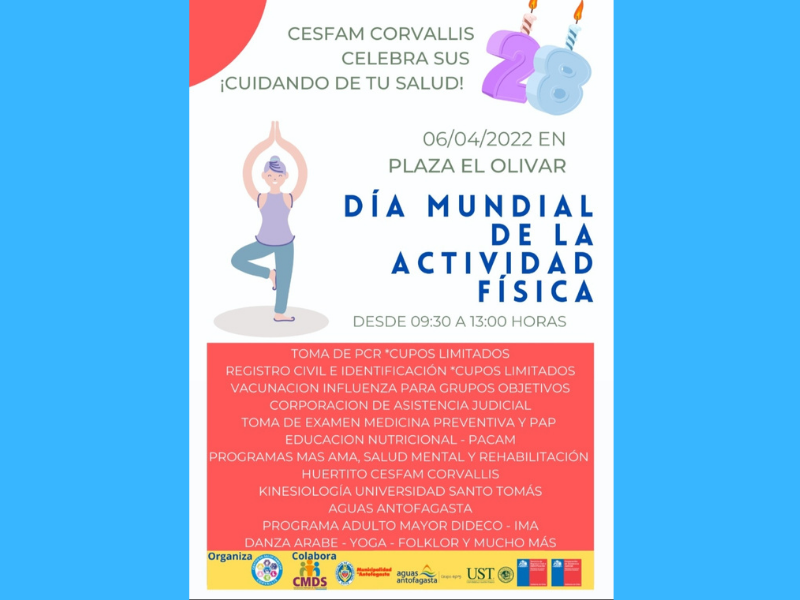 CESFAM CORVALLIS
CELEBRA SUS
¡CUIDANDO DE TU SALUD!
28
06/04/2022 EN
PLAZA EL OLIVAR
DÍA MUNDIAL
DE LA
ACTIVIDAD
FÍSICA
DESDE 09:30 A 13:00 HORAS
TOMA DE PCR *CUPOS LIMITADOS
REGISTRO CIVIL E IDENTIFICACIÓN *CUPOS LIMITADOS
VACUNACION INFLUENZA PARA GRUPOS OBJETIVOS
CORPORACION DE ASISTENCIA JUDICIAL
TOMA DE EXAMEN MEDICINA PREVENTIVA Y PAP
EDUCACION NUTRICIONAL - PACAM
PROGRAMAS MAS AMA, SALUD MENTAL Y REHABILITACIÓN
HUERTITO CESFAM CORVALLIS
KINESIOLOGÍA UNIVERSIDAD SANTO TOMÁS
AGUAS ANTOFAGASTA
PROGRAMA ADULTO MAYOR DIDECO - IMA
DANZA ARABE - YOGA - FOLKLOR Y MUCHO MÁS
Organiza
Colabora
CMDS
Municipalidad
Antofagasta
aguas
antofagasta
Grupo·epm
UST